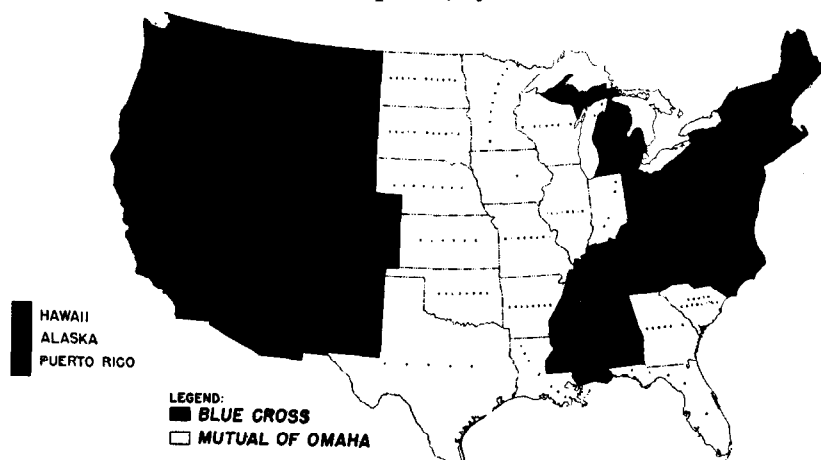 HAWAII
ALASKA
PUERTO RICO
LEGEND:
BLUE CROSS
MUTUAL OF OMAHA